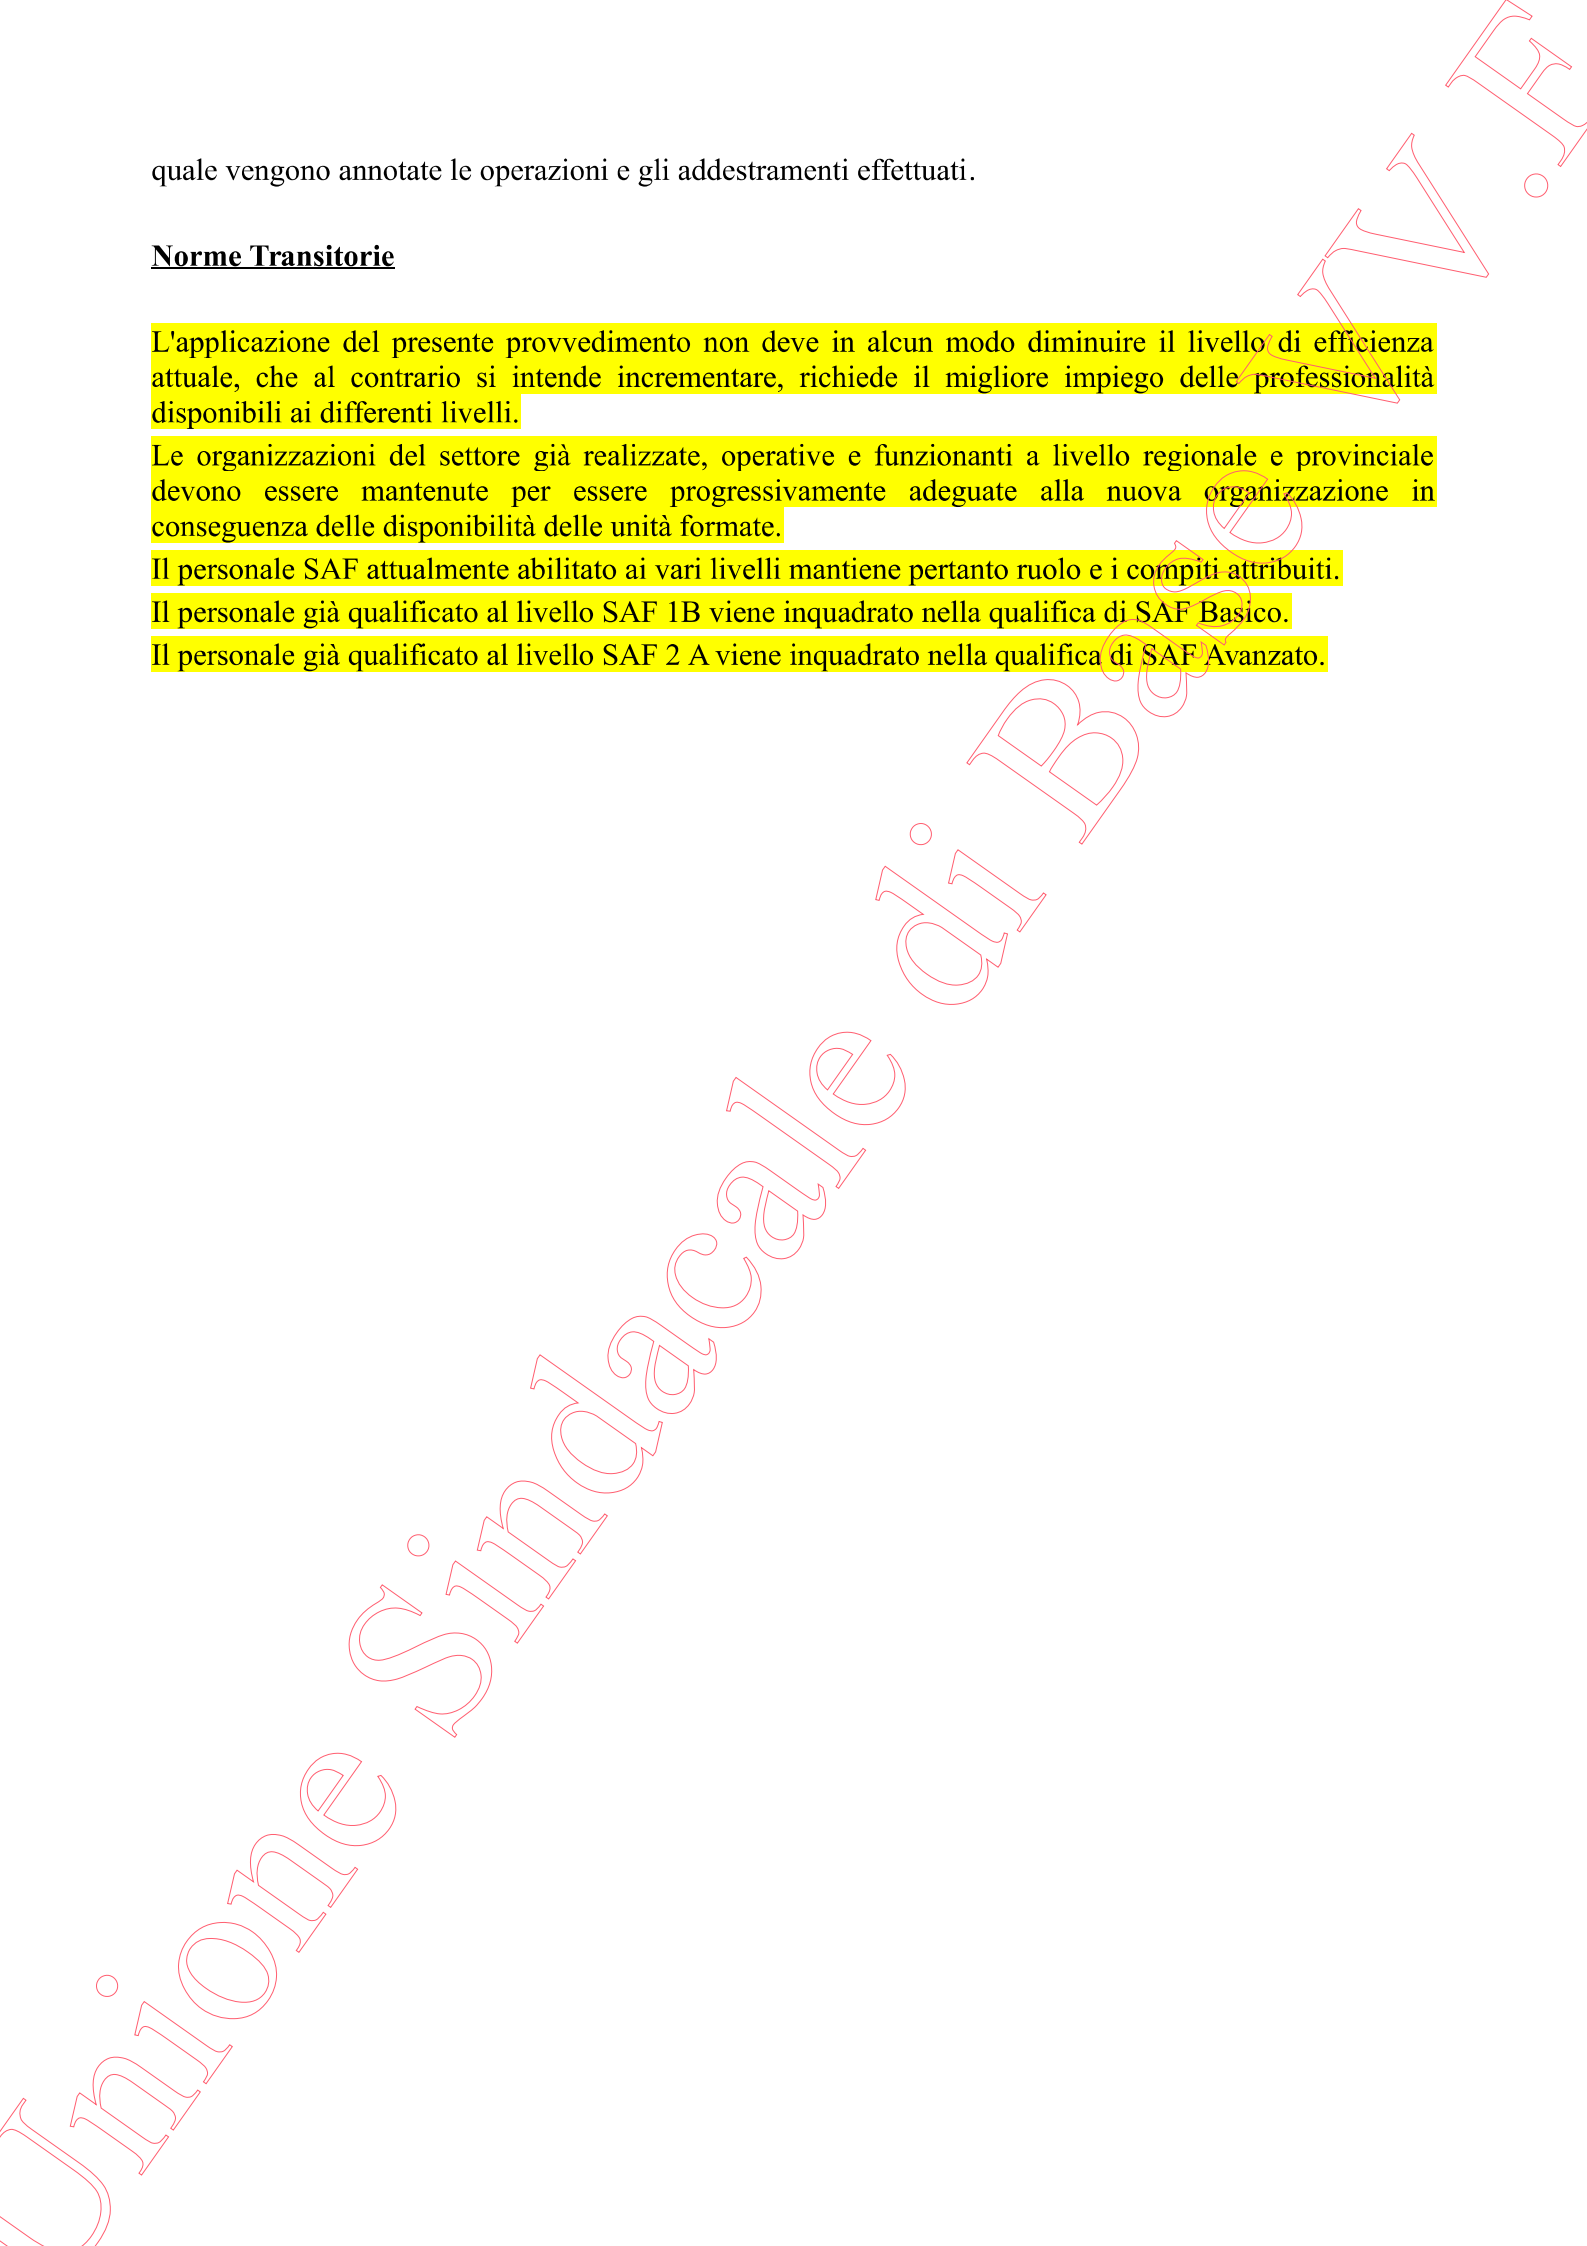 quale vengono annotate le operazioni e gli addestramenti effettuati.
Norme Transitorie
L'applicazione del presente provvedimento non deve in alcun modo diminuire il livello di efficienza
attuale, che al contrario si intende incrementare, richiede il migliore impiego delle professionalità
disponibili ai differenti livelli.
Le organizzazioni del settore già realizzate, operative e funzionanti a livello regionale e provinciale
devono essere mantenute per essere progressivamente adeguate alla nuova organizzazione in
conseguenza delle disponibilità delle unità formate.
Il personale SAF attualmente abilitato ai vari livelli mantiene pertanto ruolo e i compiti attribuiti.
Il personale già qualificato al livello SAF 1B viene inquadrato nella qualifica di SAF Basico.
Il personale già qualificato al livello SAF 2 A viene inquadrato nella qualifica di SAF Avanzato.
Unione Sindacale di Base VV.F